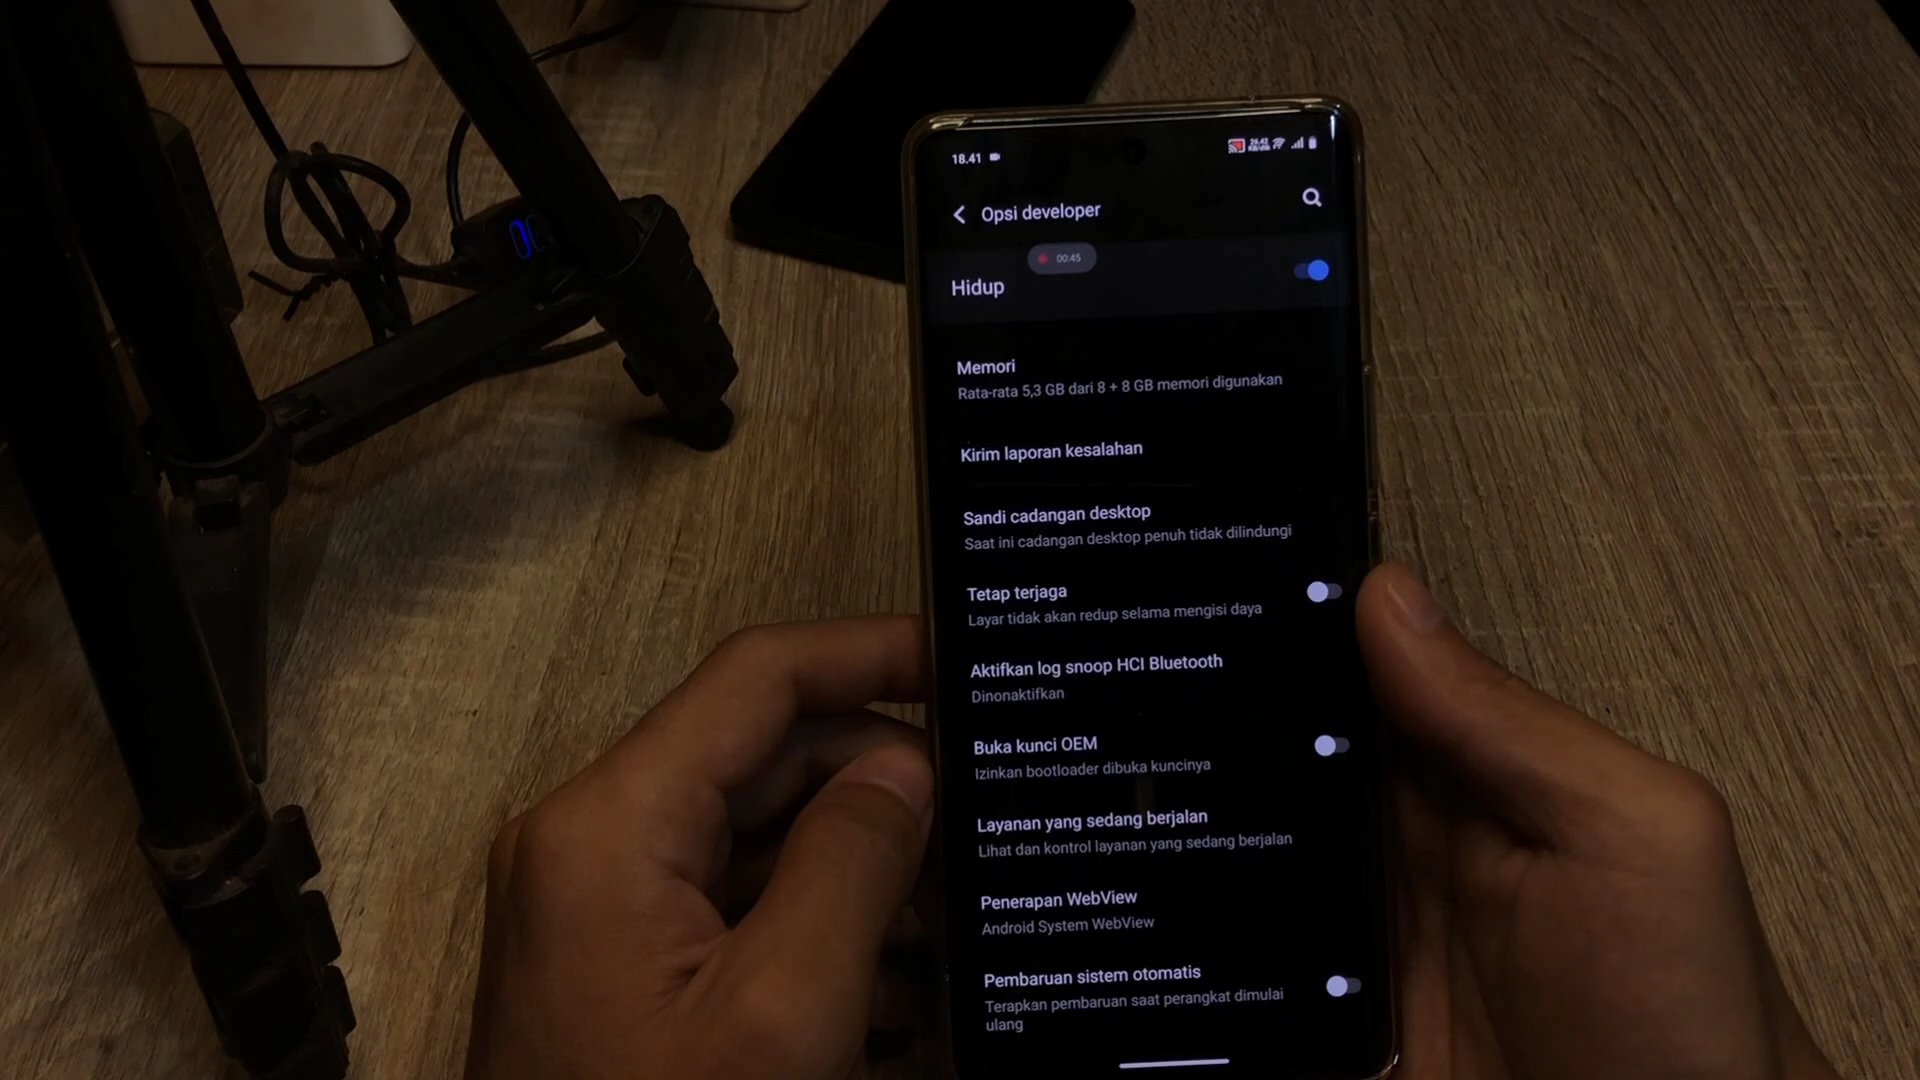 18.41
Opsi developer
00:45
Hidup
Memori
Rata-rata 5,3 GB dari 8 + 8 GB memori digunakan
Kirim laporan kesalahan
Sandi cadangan desktop
Saat ini cadangan desktop penuh tidak dilindungi
Tetap terjaga
Layar tidak akan redup selama mengisi daya
Aktifkan log snoop HCI Bluetooth
Dinonaktifkan
Buka kunci OEM
Izinkan bootloader dibuka kuncinya
Layanan yang sedang berjalan
Lihat dan kontrol layanan yang sedang berjalan
Penerapan WebView
Android System WebView
Pembaruan sistem otomatis
Terapkan pembaruan saat perangkat dimulai
ulang